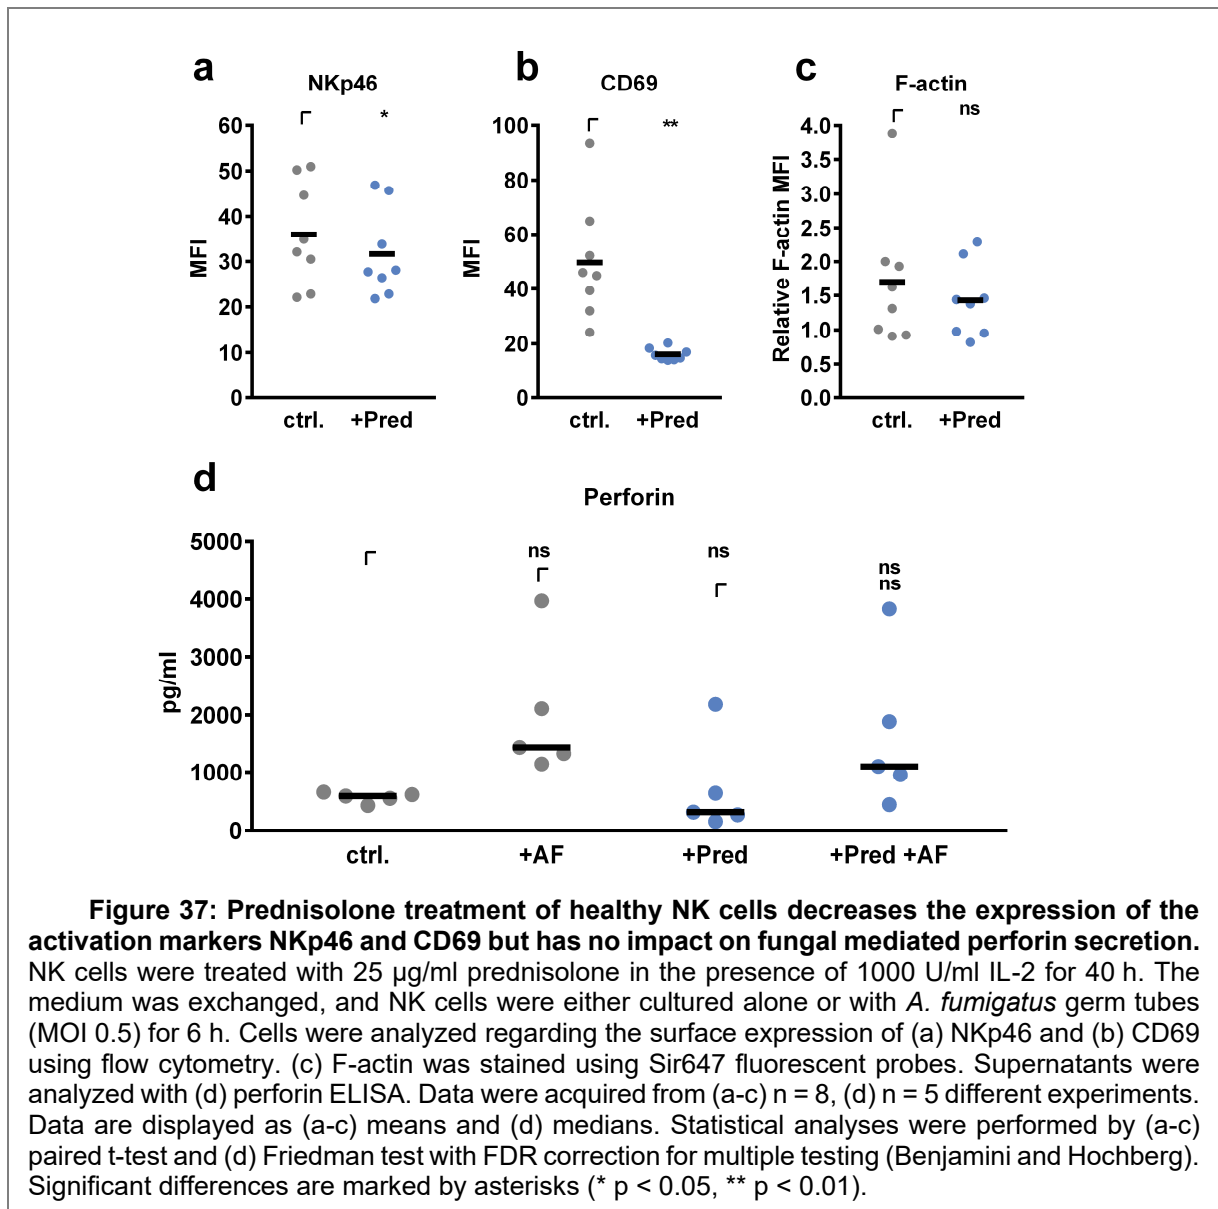 a
NKp46
*
60
50
40
30
20
10
0
MFI
ctrl.
+Pred
b
CD69
**
100
80
60
40
20
0
MFI
ctrl.
+Pred
c
F-actin
ns
4.0
3.5
3.0
2.5
2.0
1.5
1.0
0.5
0.0
Relative F-actin MFI
ctrl.
+Pred
d
Perforin
5000
4000
3000
2000
1000
0
pg/ml
ns
ns
ns
ns
ctrl.
+AF
+Pred
+Pred +AF
Figure 37: Prednisolone treatment of healthy NK cells decreases the expression of the
activation markers NKp46 and CD69 but has no impact on fungal mediated perforin secretion.
NK cells were treated with 25 µg/ml prednisolone in the presence of 1000 U/ml IL-2 for 40 h. The
medium was exchanged, and NK cells were either cultured alone or with A. fumigatus germ tubes
(MOI 0.5) for 6 h. Cells were analyzed regarding the surface expression of (a) NKp46 and (b) CD69
using flow cytometry. (c) F-actin was stained using Sir647 fluorescent probes. Supernatants were
analyzed with (d) perforin ELISA. Data were acquired from (a-c) n = 8, (d) n = 5 different experiments.
Data are displayed as (a-c) means and (d) medians. Statistical analyses were performed by (a-c)
paired t-test and (d) Friedman test with FDR correction for multiple testing (Benjamini and Hochberg).
Significant differences are marked by asterisks (* p < 0.05, ** p < 0.01).